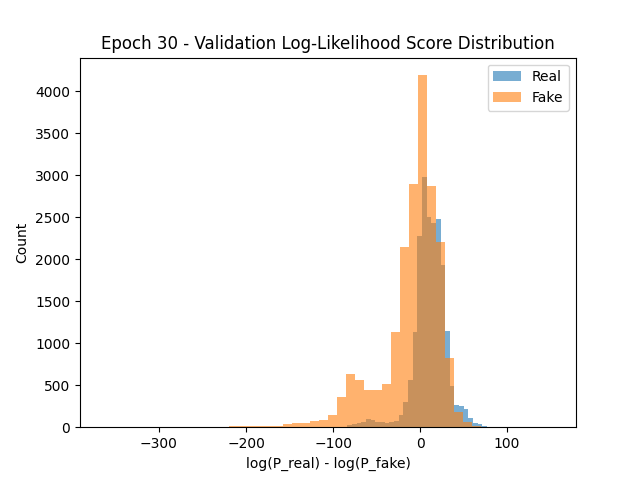 Epoch 30 - Validation Log-Likelihood Score Distribution
Real
Fake
4000
3500
3000
2500
2000
1500
1000
500
0
Count
−300
−200
−100
0
100
log(P_real) - log(P_fake)